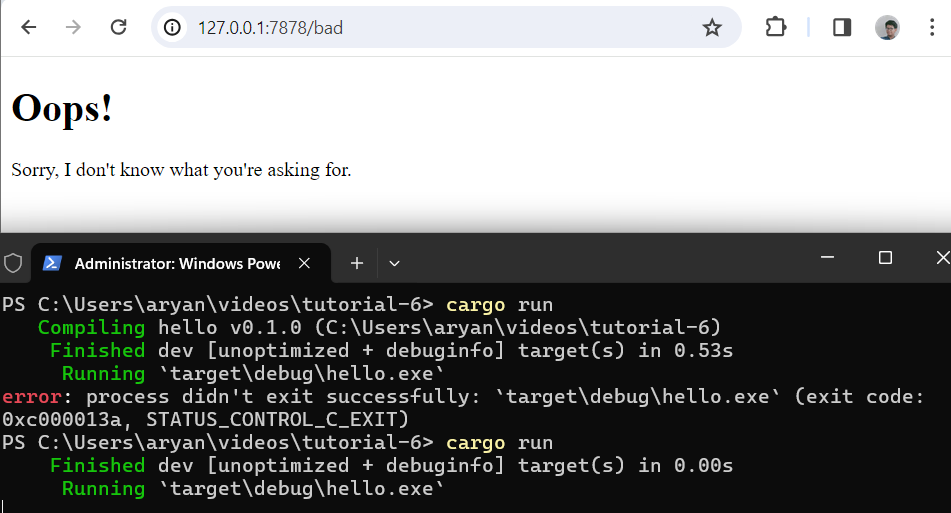 127.0.0.1:7878/bad
Oops!
Sorry, I don't know what you're asking for.
Administrator: Windows Powe
PS C:\Users\aryan\videos\tutorial-6> cargo run
   Compiling hello v0.1.0 (C:\Users\aryan\videos\tutorial-6)
    Finished dev [unoptimized + debuginfo] target(s) in 0.53s
     Running `target\debug\hello.exe`
error: process didn't exit successfully: `target\debug\hello.exe` (exit code:
0xc000013a, STATUS_CONTROL_C_EXIT)
PS C:\Users\aryan\videos\tutorial-6> cargo run
    Finished dev [unoptimized + debuginfo] target(s) in 0.00s
     Running `target\debug\hello.exe`